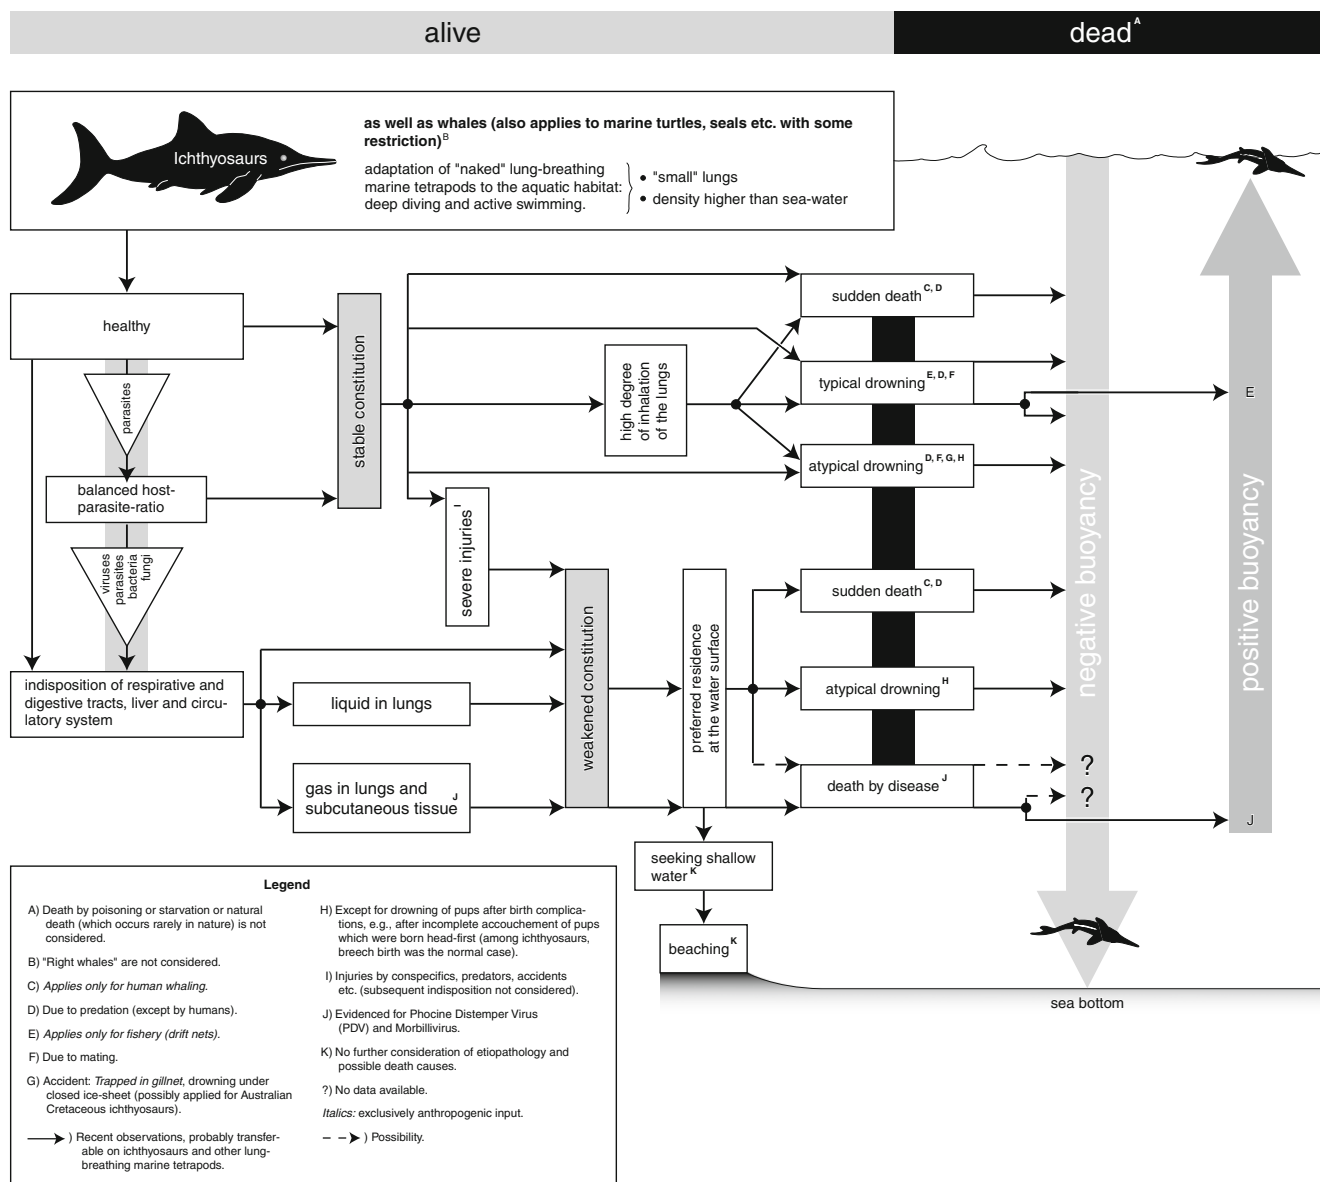 alive
dead^A
Ichthyosaurs
as well as whales (also applies to marine turtles, seals etc. with some
restriction)^B
adaptation of "naked" lung-breathing
marine tetrapods to the aquatic habitat:
deep diving and active swimming.
• "small" lungs
• density higher than sea-water
healthy
parasites
balanced host-
parasite-ratio
viruses
parasites
bacteria
fungi
indisposition of respirative and
digestive tracts, liver and circu-
latory system
stable constitution
high degree
of inhalation
of the lungs
severe injuries^I
liquid in lungs
gas in lungs and
subcutaneous tissue^J
weakened constitution
preferred residence
at the water surface
seeking shallow
water^K
beaching^K
sudden death^C, D
typical drowning^E, D, F
atypical drowning^D, F, G, H
sudden death^C, D
atypical drowning^H
death by disease^J
negative buoyancy
?
?
positive buoyancy
E
J
sea bottom
Legend
A) Death by poisoning or starvation or natural
death (which occurs rarely in nature) is not
considered.
B) "Right whales" are not considered.
C) Applies only for human whaling.
D) Due to predation (except by humans).
E) Applies only for fishery (drift nets).
F) Due to mating.
G) Accident: Trapped in gillnet, drowning under
closed ice-sheet (possibly applied for Australian
Cretaceous ichthyosaurs).
) Recent observations, probably transfer-
able on ichthyosaurs and other lung-
breathing marine tetrapods.
H) Except for drowning of pups after birth complica-
tions, e.g., after incomplete accouchement of pups
which were born head-first (among ichthyosaurs,
breech birth was the normal case).
I) Injuries by conspecifics, predators, accidents
etc. (subsequent indisposition not considered).
J) Evidenced for Phocine Distemper Virus
(PDV) and Morbillivirus.
K) No further consideration of etiopathology and
possible death causes.
?) No data available.
Italics: exclusively anthropogenic input.
) Possibility.